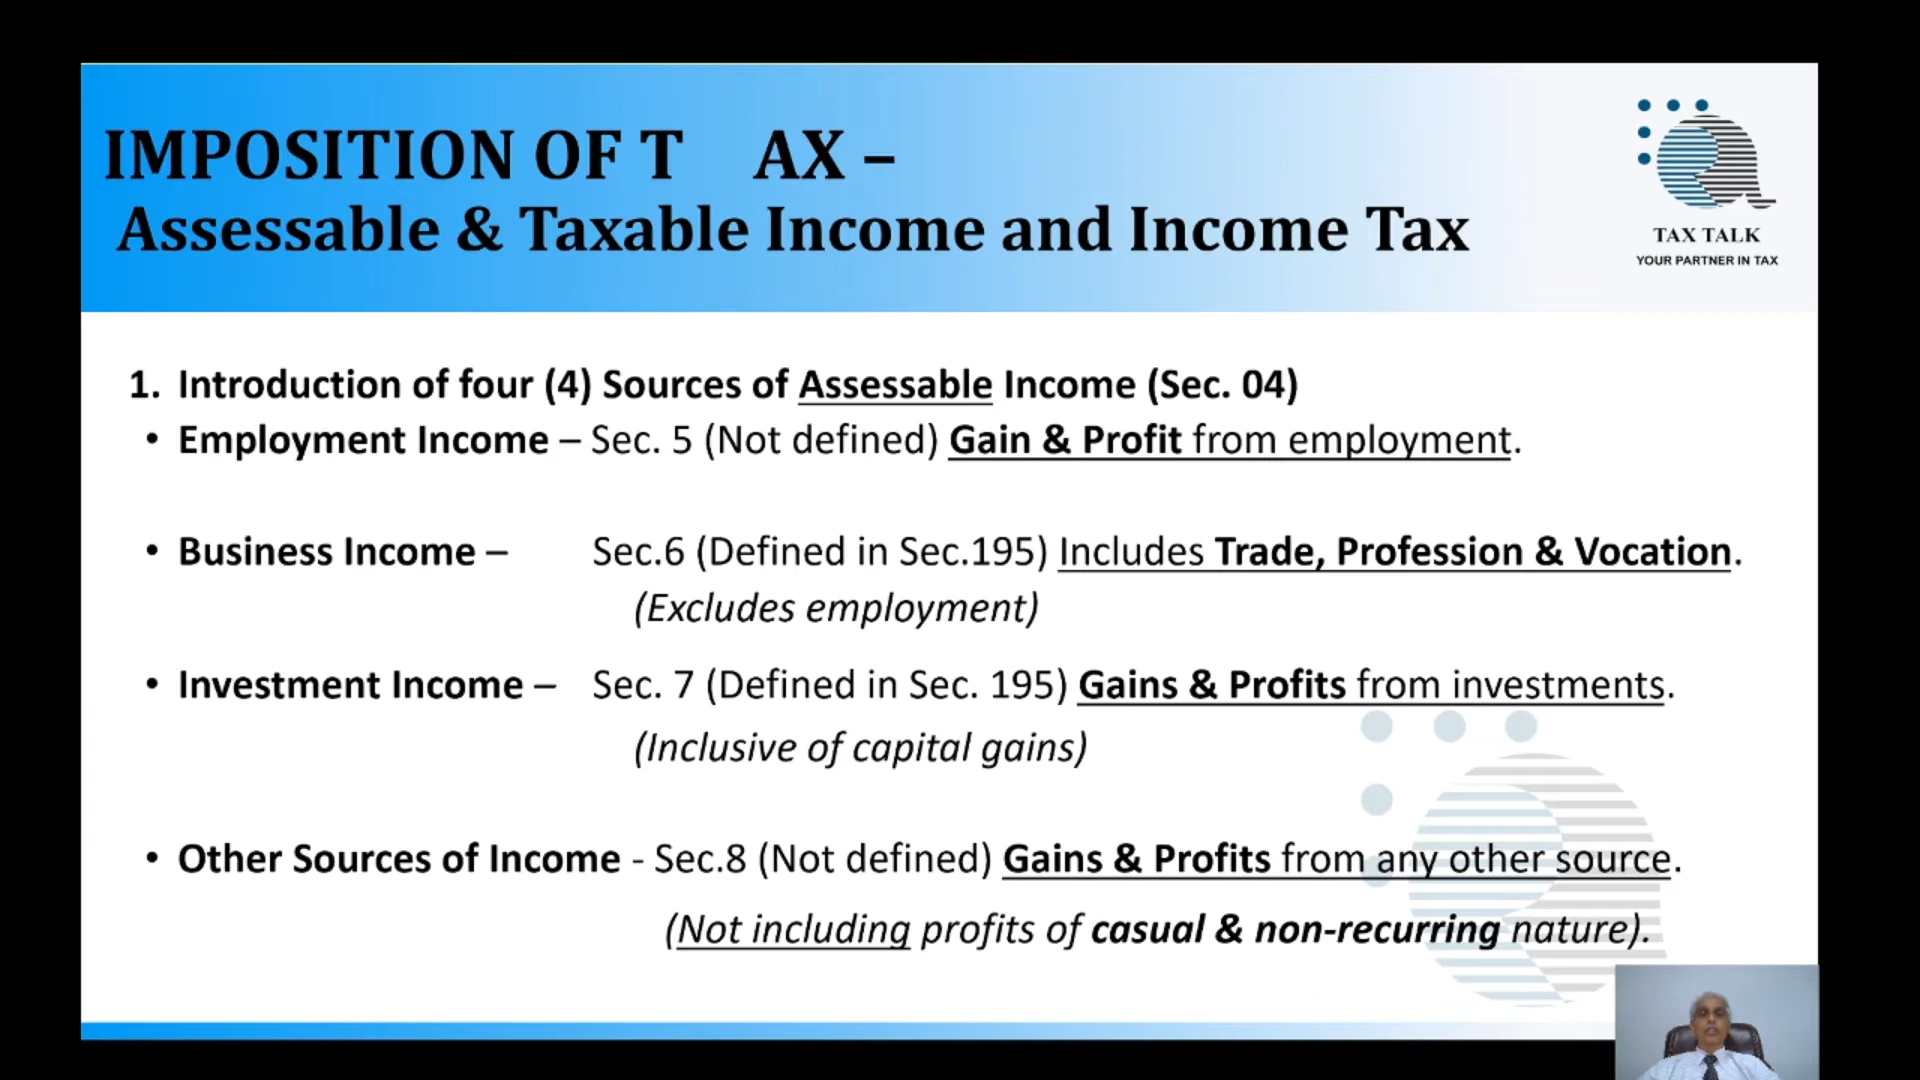 IMPOSITION OF T AX –
Assessable & Taxable Income and Income Tax
TAX TALK
YOUR PARTNER IN TAX
1. Introduction of four (4) Sources of Assessable Income (Sec. 04)
• Employment Income – Sec. 5 (Not defined) Gain & Profit from employment.
• Business Income – Sec.6 (Defined in Sec.195) Includes Trade, Profession & Vocation.
(Excludes employment)
• Investment Income – Sec. 7 (Defined in Sec. 195) Gains & Profits from investments.
(Inclusive of capital gains)
• Other Sources of Income - Sec.8 (Not defined) Gains & Profits from any other source.
(Not including profits of casual & non-recurring nature).